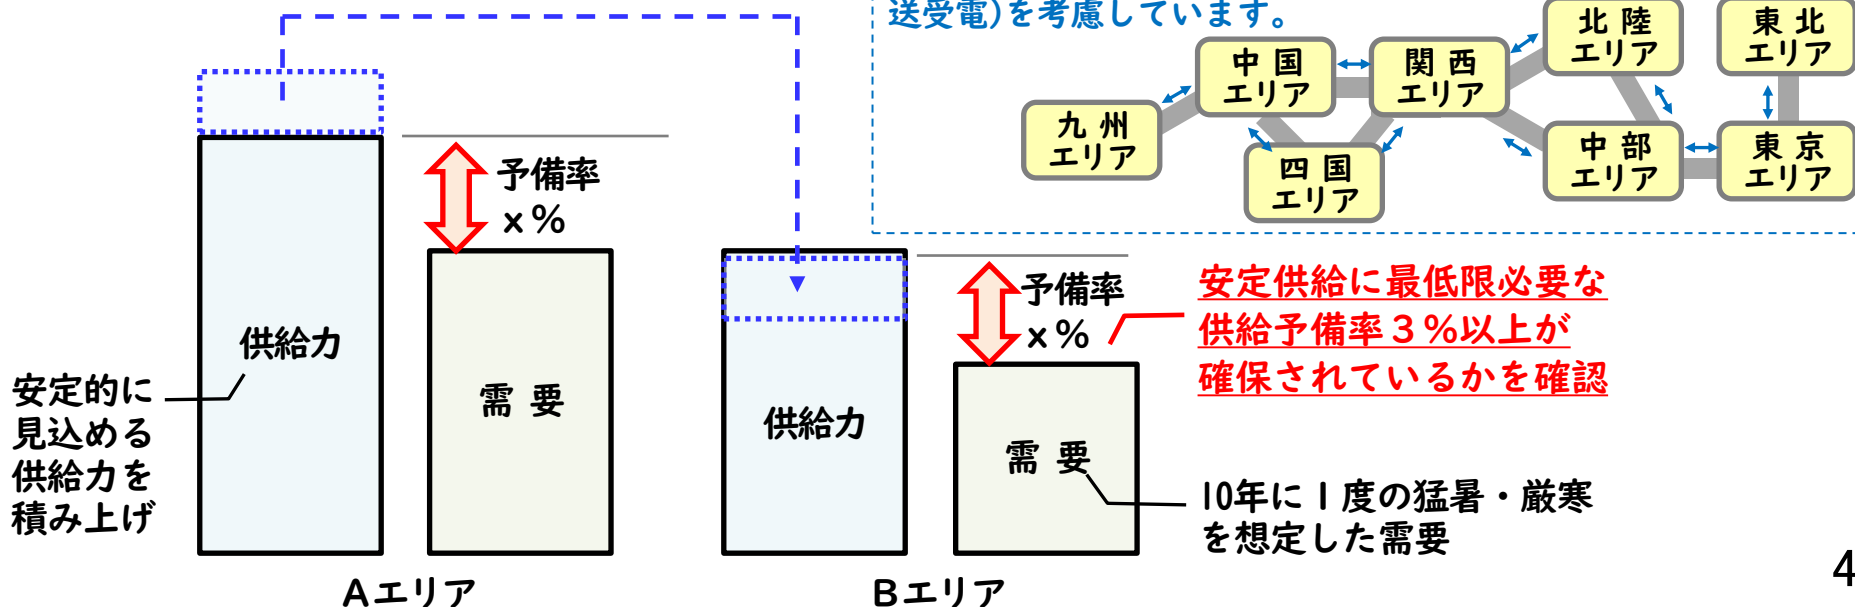 送受電)を考慮しています。
北 陸
エリア
東 北
エリア
中 国
エリア
関 西
エリア
九 州
エリア
四 国
エリア
中 部
エリア
東 京
エリア
予備率
x%
供給力
需 要
安定的に
見込める
供給力を
積み上げ
Aエリア
予備率
x%
供給力
需 要
安定供給に最低限必要な
供給予備率3%以上が
確保されているかを確認
10年に1度の猛暑・厳寒
を想定した需要
Bエリア
4